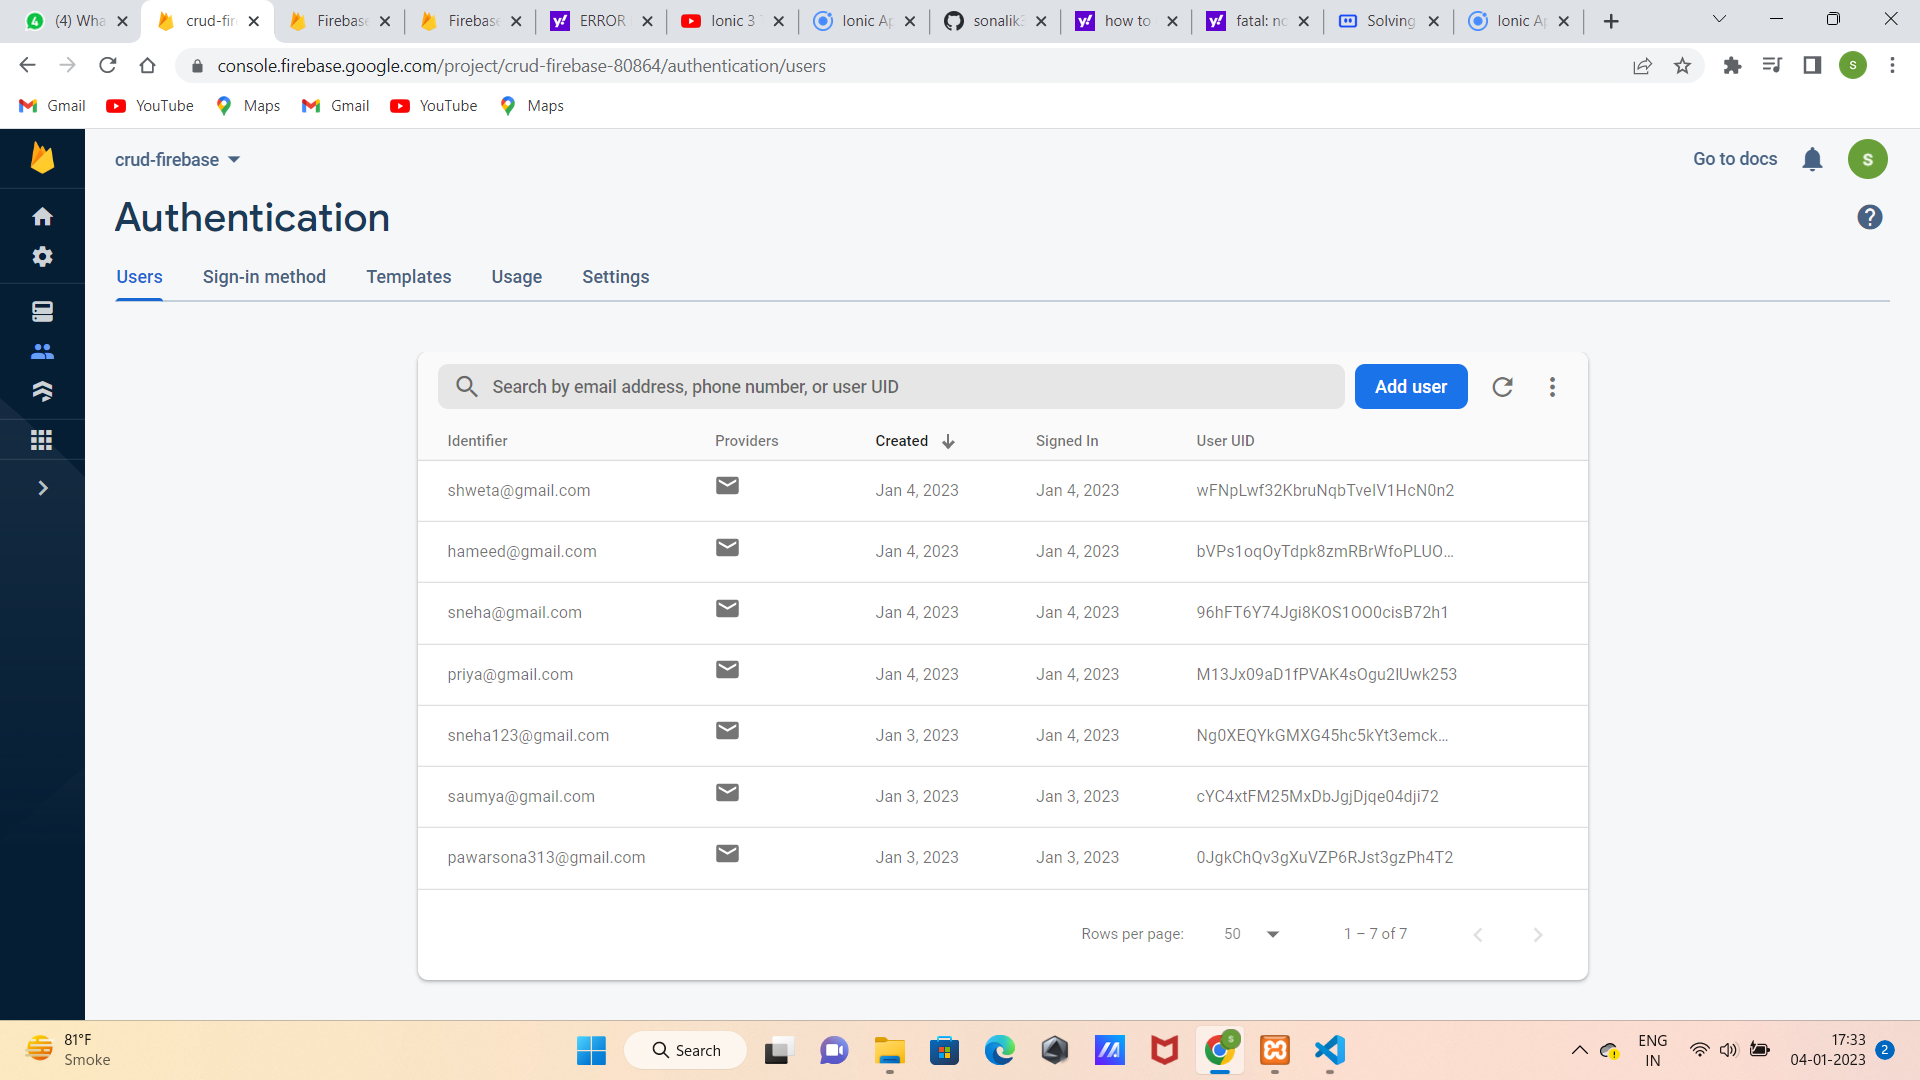 (4) Wha
crud-fir
Firebase
Firebase
ERROR
Ionic 3 T
Ionic Ap
sonalik3
how to
fatal: no
Solving
Ionic Ap
console.firebase.google.com/project/crud-firebase-80864/authentication/users
S
Gmail
YouTube
Maps
Gmail
YouTube
Maps
crud-firebase
Go to docs
S
Authentication
Users
Sign-in method
Templates
Usage
Settings
Search by email address, phone number, or user UID
Add user
Identifier Providers Created Signed In User UID
shweta@gmail.com Jan 4, 2023 Jan 4, 2023 wFNpLwf32KbruNqbTveIV1HcN0n2
hameed@gmail.com Jan 4, 2023 Jan 4, 2023 bVPs1oqOyTdpk8zmRBrWfoPLUO...
sneha@gmail.com Jan 4, 2023 Jan 4, 2023 96hFT6Y74Jgi8KOS1OO0cisB72h1
priya@gmail.com Jan 4, 2023 Jan 4, 2023 M13Jx09aD1fPVAK4sOgu2lUwk253
sneha123@gmail.com Jan 3, 2023 Jan 4, 2023 Ng0XEQYkGMXG45hc5kYt3emck...
saumya@gmail.com Jan 3, 2023 Jan 3, 2023 cYC4xtFM25MxDbJgjDjqe04dji72
pawarsona313@gmail.com Jan 3, 2023 Jan 3, 2023 0JgkChQv3gXuVZP6RJst3gzPh4T2
Rows per page: 50 1 – 7 of 7
81°F
Smoke
Search
ENG
IN
17:33
04-01-2023
2